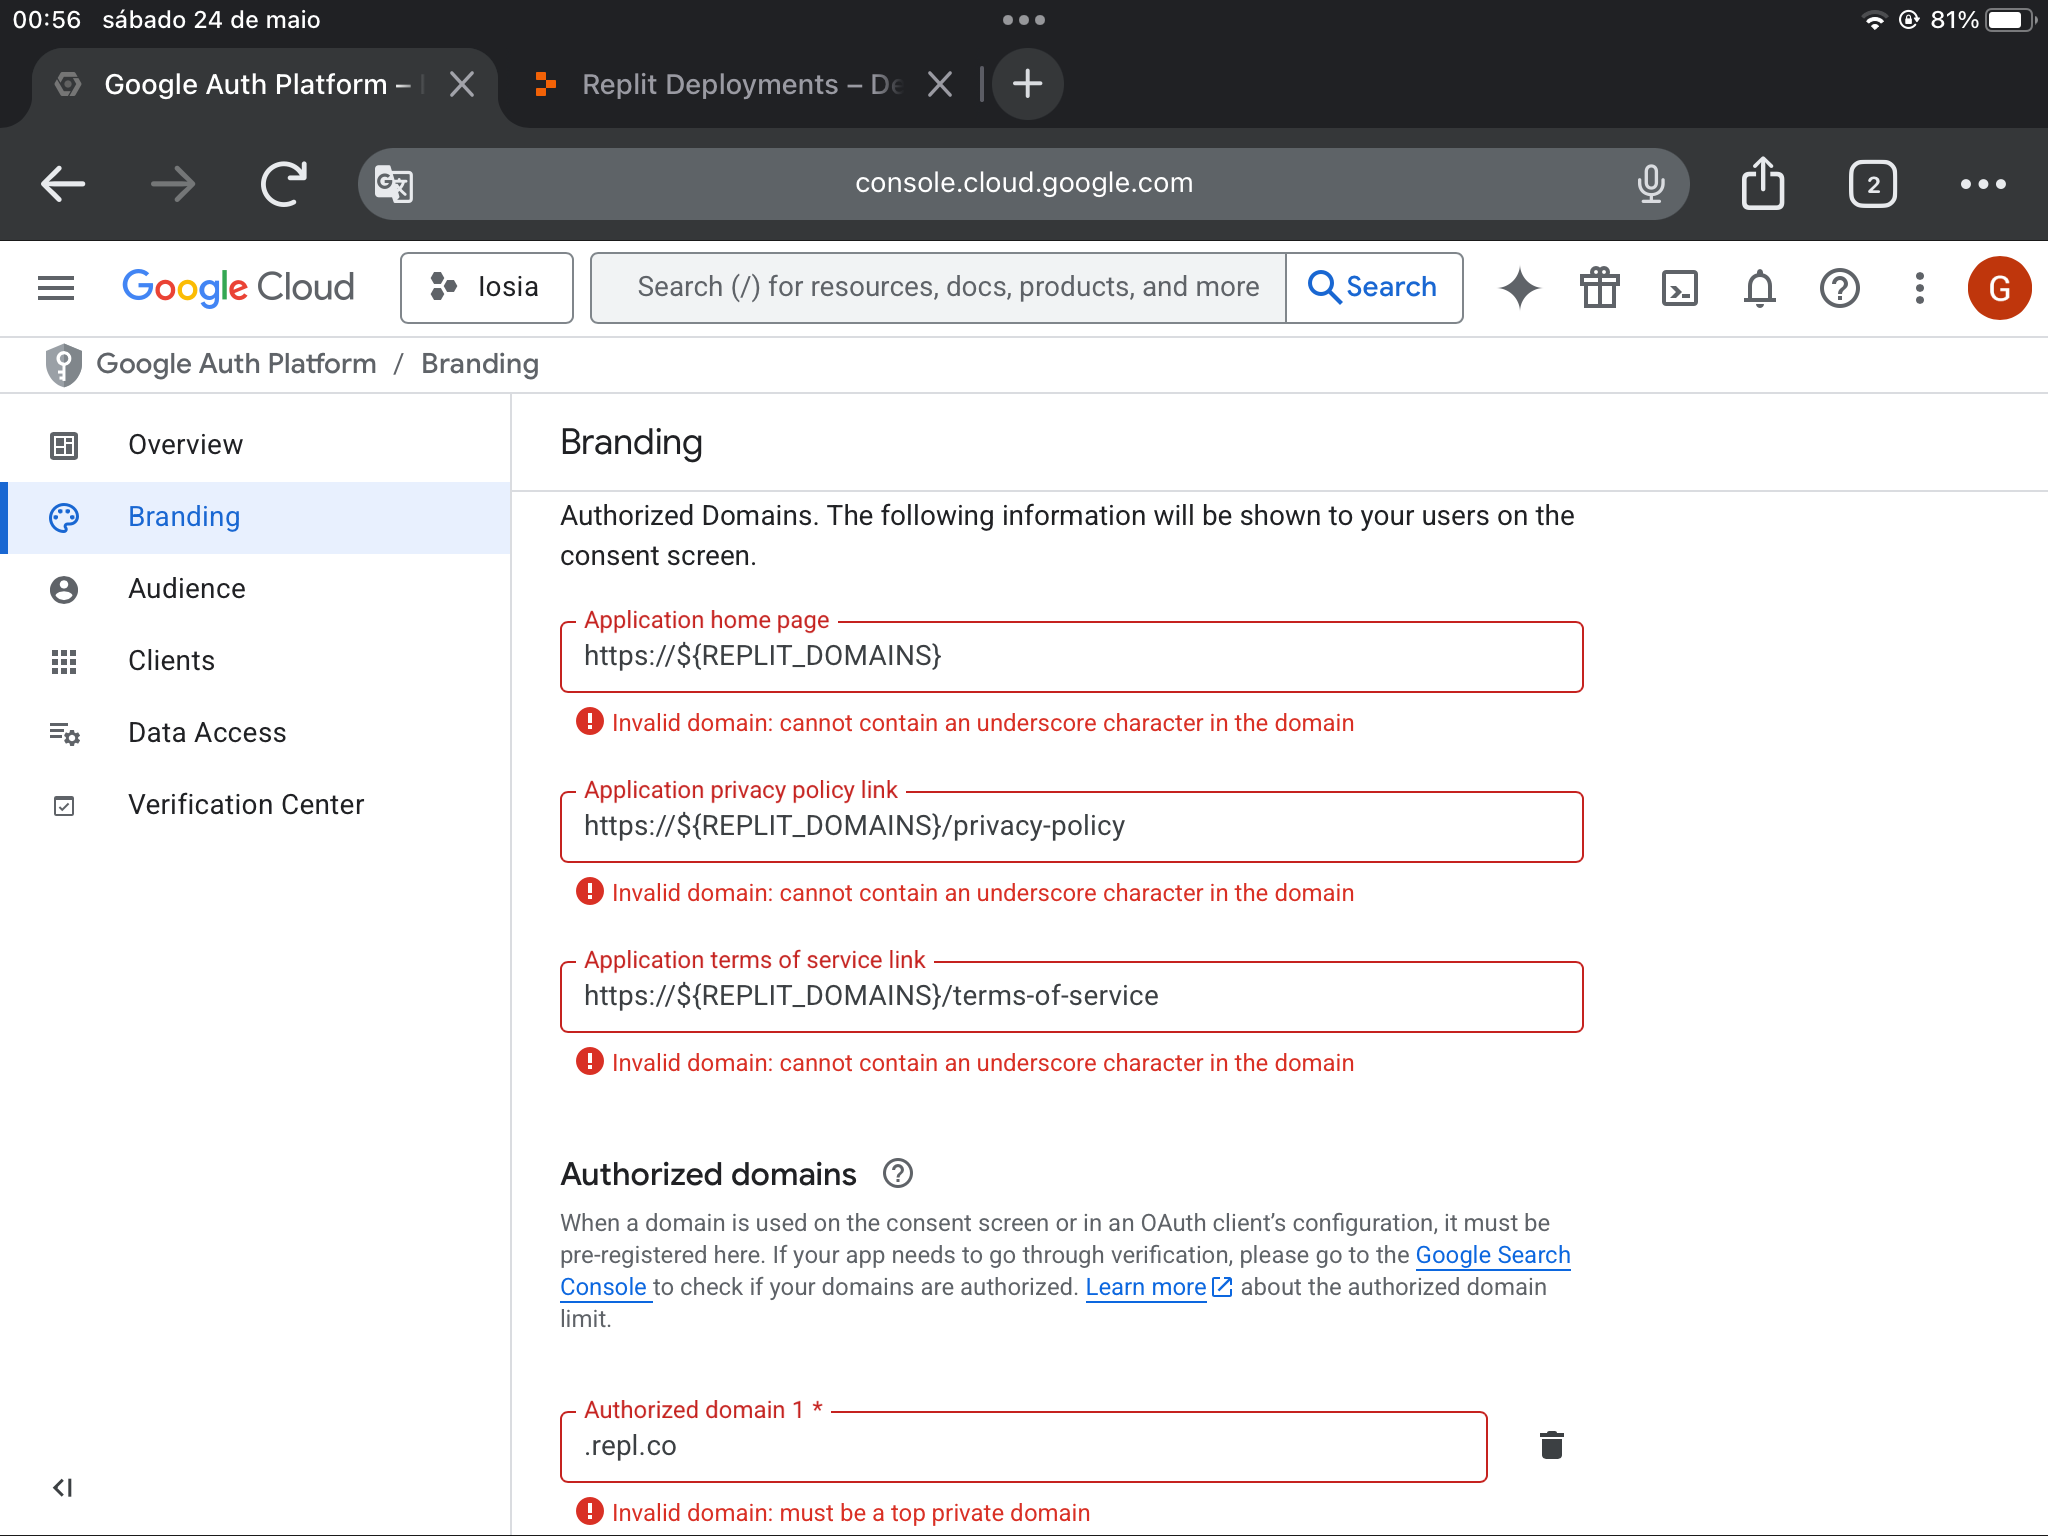 00:56 sábado 24 de maio
81%
Google Auth Platform –
Replit Deployments – De
console.cloud.google.com
2
Google Cloud
Iosia
Search (/) for resources, docs, products, and more
Search
G
Google Auth Platform / Branding
Overview
Branding
Audience
Clients
Data Access
Verification Center
Branding
Authorized Domains. The following information will be shown to your users on the
consent screen.
Application home page
https://${REPLIT_DOMAINS}
Invalid domain: cannot contain an underscore character in the domain
Application privacy policy link
https://${REPLIT_DOMAINS}/privacy-policy
Invalid domain: cannot contain an underscore character in the domain
Application terms of service link
https://${REPLIT_DOMAINS}/terms-of-service
Invalid domain: cannot contain an underscore character in the domain
Authorized domains
When a domain is used on the consent screen or in an OAuth client’s configuration, it must be
pre-registered here. If your app needs to go through verification, please go to the Google Search
Console to check if your domains are authorized. Learn more about the authorized domain
limit.
Authorized domain 1 *
.repl.co
Invalid domain: must be a top private domain